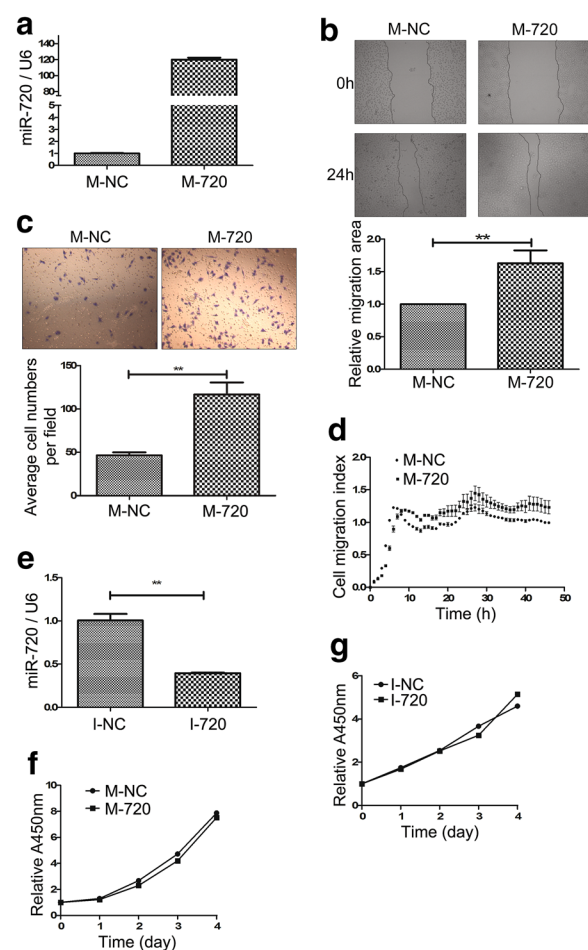 a
miR-720 / U6
140
120
100
80
5
4
3
2
1
0
M-NC M-720
b
M-NC M-720
0h
24h
Relative migration area
2.0
1.5
1.0
0.5
0.0
**
M-NC M-720
c
M-NC M-720
Average cell numbers
per field
150
100
50
0
**
M-NC M-720
d
Cell migration index
2.0
1.5
1.0
0.5
0.0
M-NC
M-720
0 10 20 30 40 50
Time (h)
e
miR-720 / U6
1.5
1.0
0.5
0.0
**
I-NC I-720
g
Relative A450nm
6
4
2
0
I-NC
I-720
0 1 2 3 4
Time (day)
f
Relative A450nm
10
8
6
4
2
0
M-NC
M-720
0 1 2 3 4
Time (day)